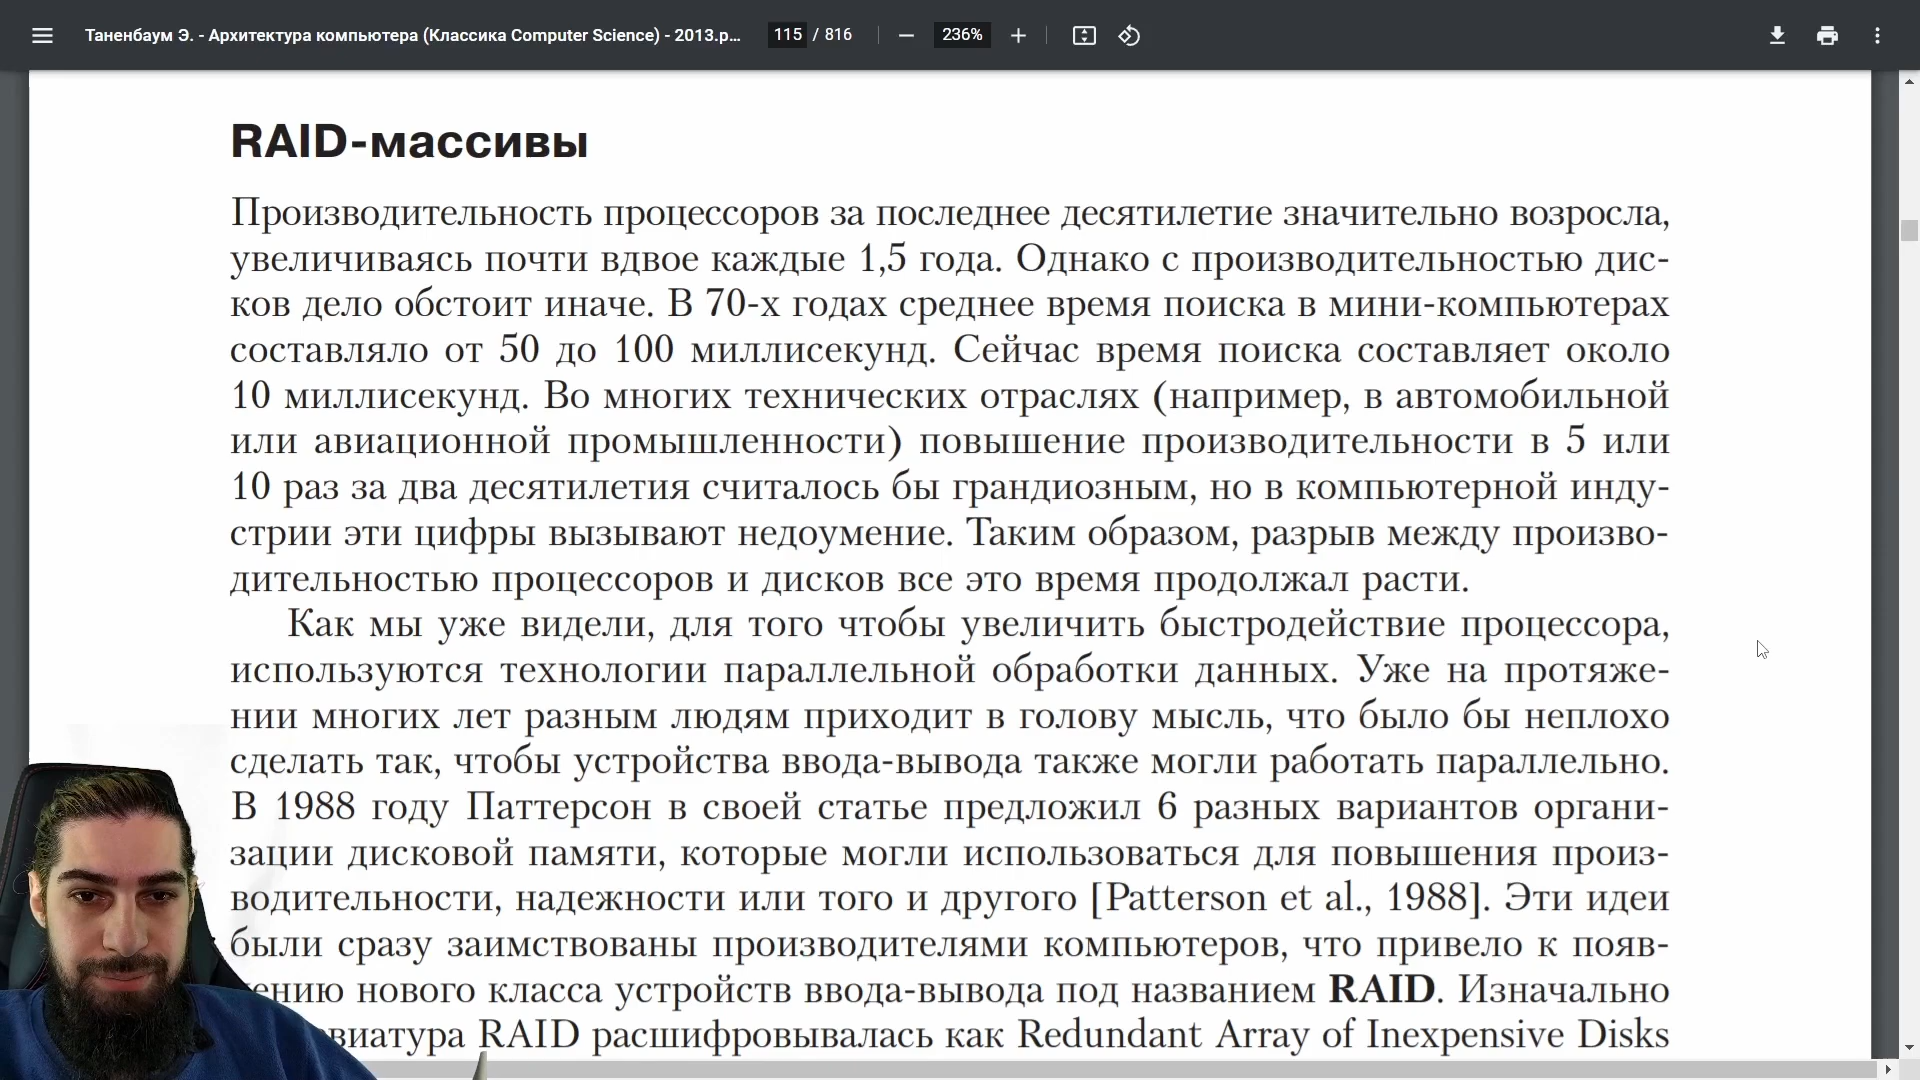 Таненбаум Э. - Архитектура компьютера (Классика Computer Science) - 2013.p...
115 / 816
236%
RAID-массивы
Производительность процессоров за последнее десятилетие значительно возросла,
увеличиваясь почти вдвое каждые 1,5 года. Однако с производительностью дис-
ков дело обстоит иначе. В 70-х годах среднее время поиска в мини-компьютерах
составляло от 50 до 100 миллисекунд. Сейчас время поиска составляет около
10 миллисекунд. Во многих технических отраслях (например, в автомобильной
или авиационной промышленности) повышение производительности в 5 или
10 раз за два десятилетия считалось бы грандиозным, но в компьютерной инду-
стрии эти цифры вызывают недоумение. Таким образом, разрыв между произво-
дительностью процессоров и дисков все это время продолжал расти.
Как мы уже видели, для того чтобы увеличить быстродействие процессора,
используются технологии параллельной обработки данных. Уже на протяже-
нии многих лет разным людям приходит в голову мысль, что было бы неплохо
сделать так, чтобы устройства ввода-вывода также могли работать параллельно.
В 1988 году Паттерсон в своей статье предложил 6 разных вариантов органи-
зации дисковой памяти, которые могли использоваться для повышения произ-
водительности, надежности или того и другого [Patterson et al., 1988]. Эти идеи
были сразу заимствованы производителями компьютеров, что привело к появ-
ению нового класса устройств ввода-вывода под названием RAID. Изначально
виатура RAID расшифровывалась как Redundant Array of Inexpensive Disks